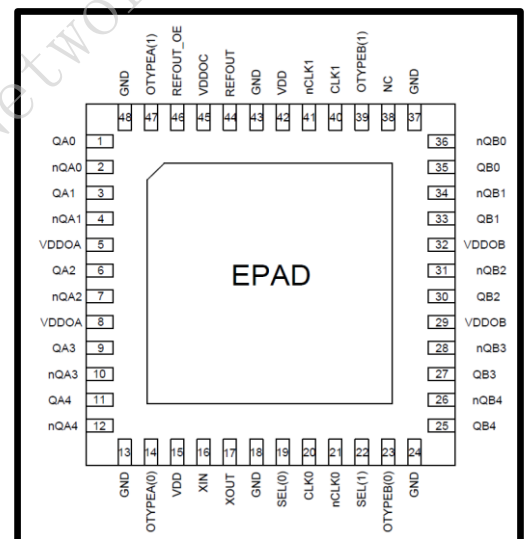 Networ
GND
OTYPEA(1)
REFOUT_OE
VDDOC
REFOUT
GND
VDD
nCLK1
CLK1
OTYPEB(1)
NC
GND
48 47 46 45 44 43 42 41 40 39 38 37
QA0 1 36 nQB0
nQA0 2 35 QB0
QA1 3 34 nQB1
nQA1 4 33 QB1
VDDOA 5 32 VDDOB
QA2 6 31 nQB2
nQA2 7 30 QB2
VDDOA 8 29 VDDOB
QA3 9 28 nQB3
nQA3 10 27 QB3
QA4 11 26 nQB4
nQA4 12 25 QB4
EPAD
13 14 15 16 17 18 19 20 21 22 23 24
GND
OTYPEA(0)
VDD
XIN
XOUT
GND
SEL(0)
CLK0
nCLK0
SEL(1)
OTYPEB(0)
GND